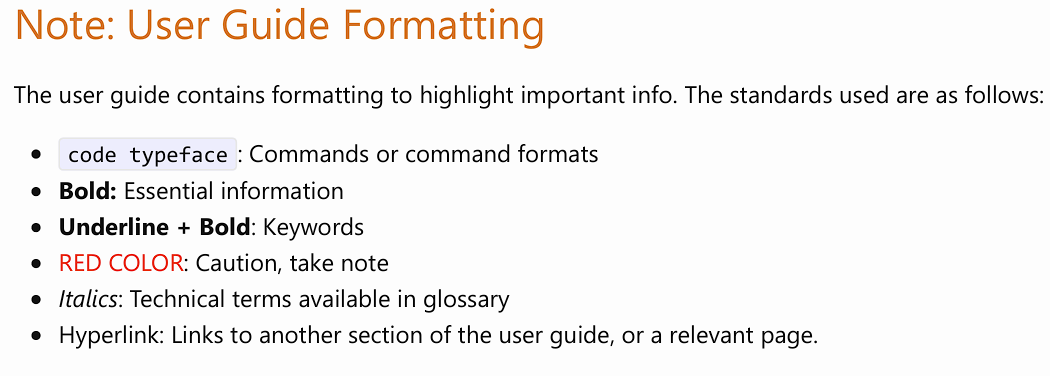 Note: User Guide Formatting
The user guide contains formatting to highlight important info. The standards used are as follows:
• code typeface : Commands or command formats
• Bold: Essential information
• Underline + Bold: Keywords
• RED COLOR: Caution, take note
• Italics: Technical terms available in glossary
• Hyperlink: Links to another section of the user guide, or a relevant page.